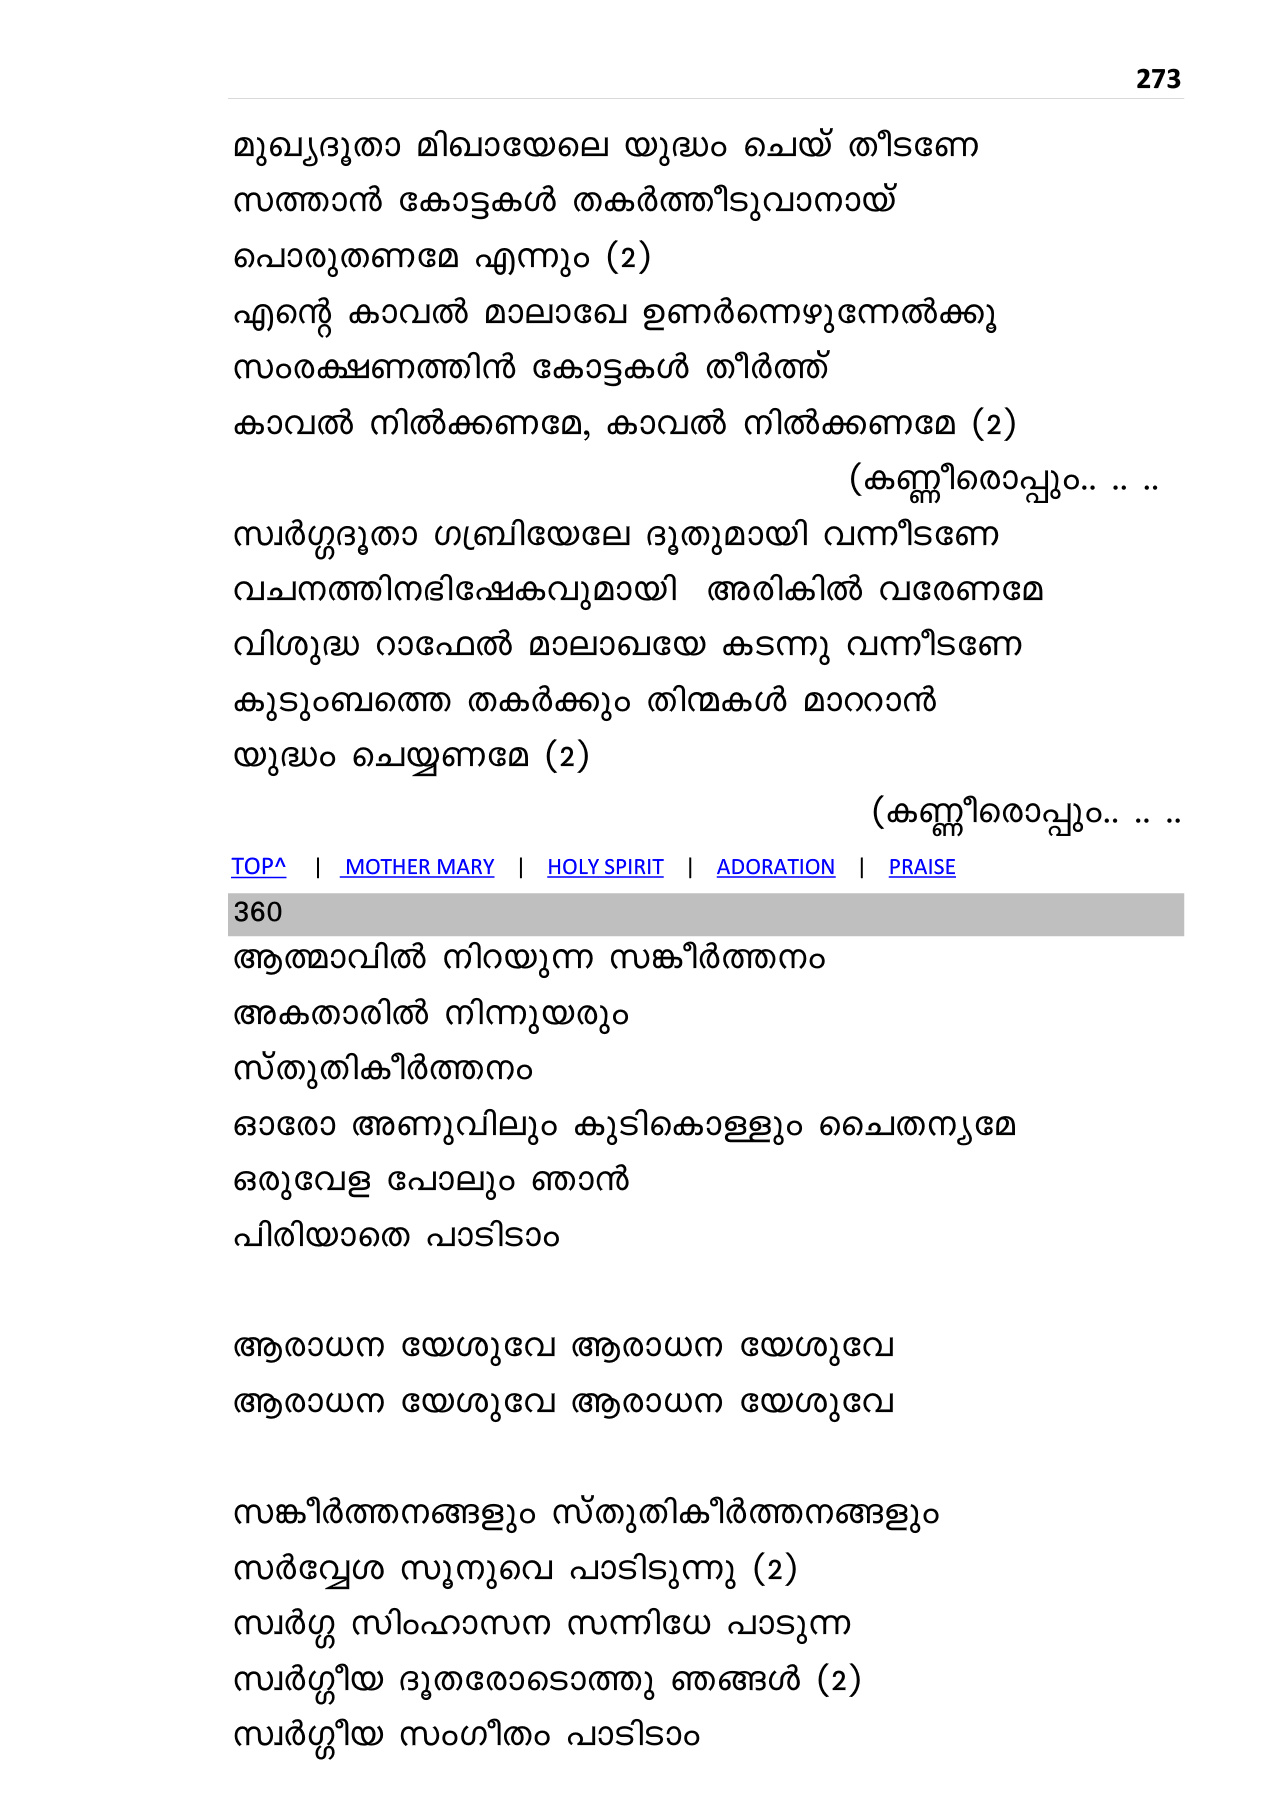 273
മുഖ്യദൂതാ മിഖായേലെ യുദ്ധം ചെയ് തീടണേ
സത്താൻ കോട്ടകൾ തകർത്തീടുവാനായ്
പൊരുതണമേ എന്നും (2)
എന്റെ കാവൽ മാലാഖേ ഉണർന്നെഴുന്നേൽക്കൂ
സംരക്ഷണത്തിൻ കോട്ടകൾ തീർത്ത്
കാവൽ നിൽക്കണമേ, കാവൽ നിൽക്കണമേ (2)
(കണ്ണീരൊപ്പും.. .. ..
സ്വർഗ്ഗദൂതാ ഗബ്രിയേലേ ദൂതുമായി വന്നീടണേ
വചനത്തിനഭിഷേകവുമായി അരികിൽ വരേണമേ
വിശുദ്ധ റാഫേൽ മാലാഖയേ കടന്നു വന്നീടണേ
കുടുംബത്തെ തകർക്കും തിന്മകൾ മാററാൻ
യുദ്ധം ചെയ്യണമേ (2)
(കണ്ണീരൊപ്പും.. .. ..
TOP^ | MOTHER MARY | HOLY SPIRIT | ADORATION | PRAISE
360
ആത്മാവിൽ നിറയുന്ന സങ്കീർത്തനം
അകതാരിൽ നിന്നുയരും
സ്തുതികീർത്തനം
ഓരോ അണുവിലും കുടികൊള്ളും ചൈതന്യമേ
ഒരുവേള പോലും ഞാൻ
പിരിയാതെ പാടിടാം
ആരാധന യേശുവേ ആരാധന യേശുവേ
ആരാധന യേശുവേ ആരാധന യേശുവേ
സങ്കീർത്തനങ്ങളും സ്തുതികീർത്തനങ്ങളും
സർവ്വേശ സൂനുവെ പാടിടുന്നു (2)
സ്വർഗ്ഗ സിംഹാസന സന്നിധേ പാടുന്ന
സ്വർഗ്ഗീയ ദൂതരോടൊത്തു ഞങ്ങൾ (2)
സ്വർഗ്ഗീയ സംഗീതം പാടിടാം